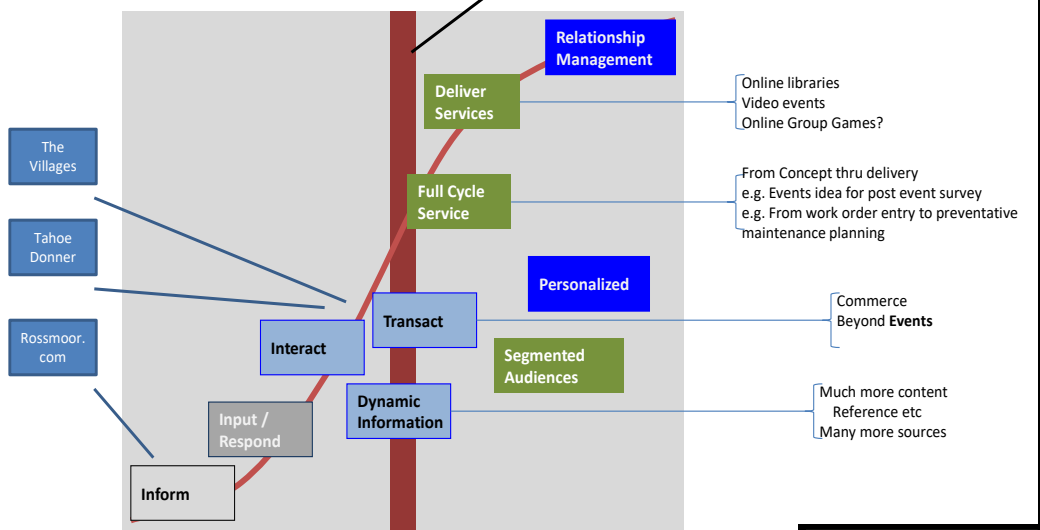 Relationship
Management
Deliver
Services
Online libraries
Video events
Online Group Games?
The
Villages
Full Cycle
Service
From Concept thru delivery
e.g. Events idea for post event survey
e.g. From work order entry to preventative
maintenance planning
Tahoe
Donner
Personalized
Transact
Commerce
Beyond Events
Rossmoor.
com
Interact
Segmented
Audiences
Dynamic
Information
Much more content
Reference etc
Many more sources
Input /
Respond
Inform